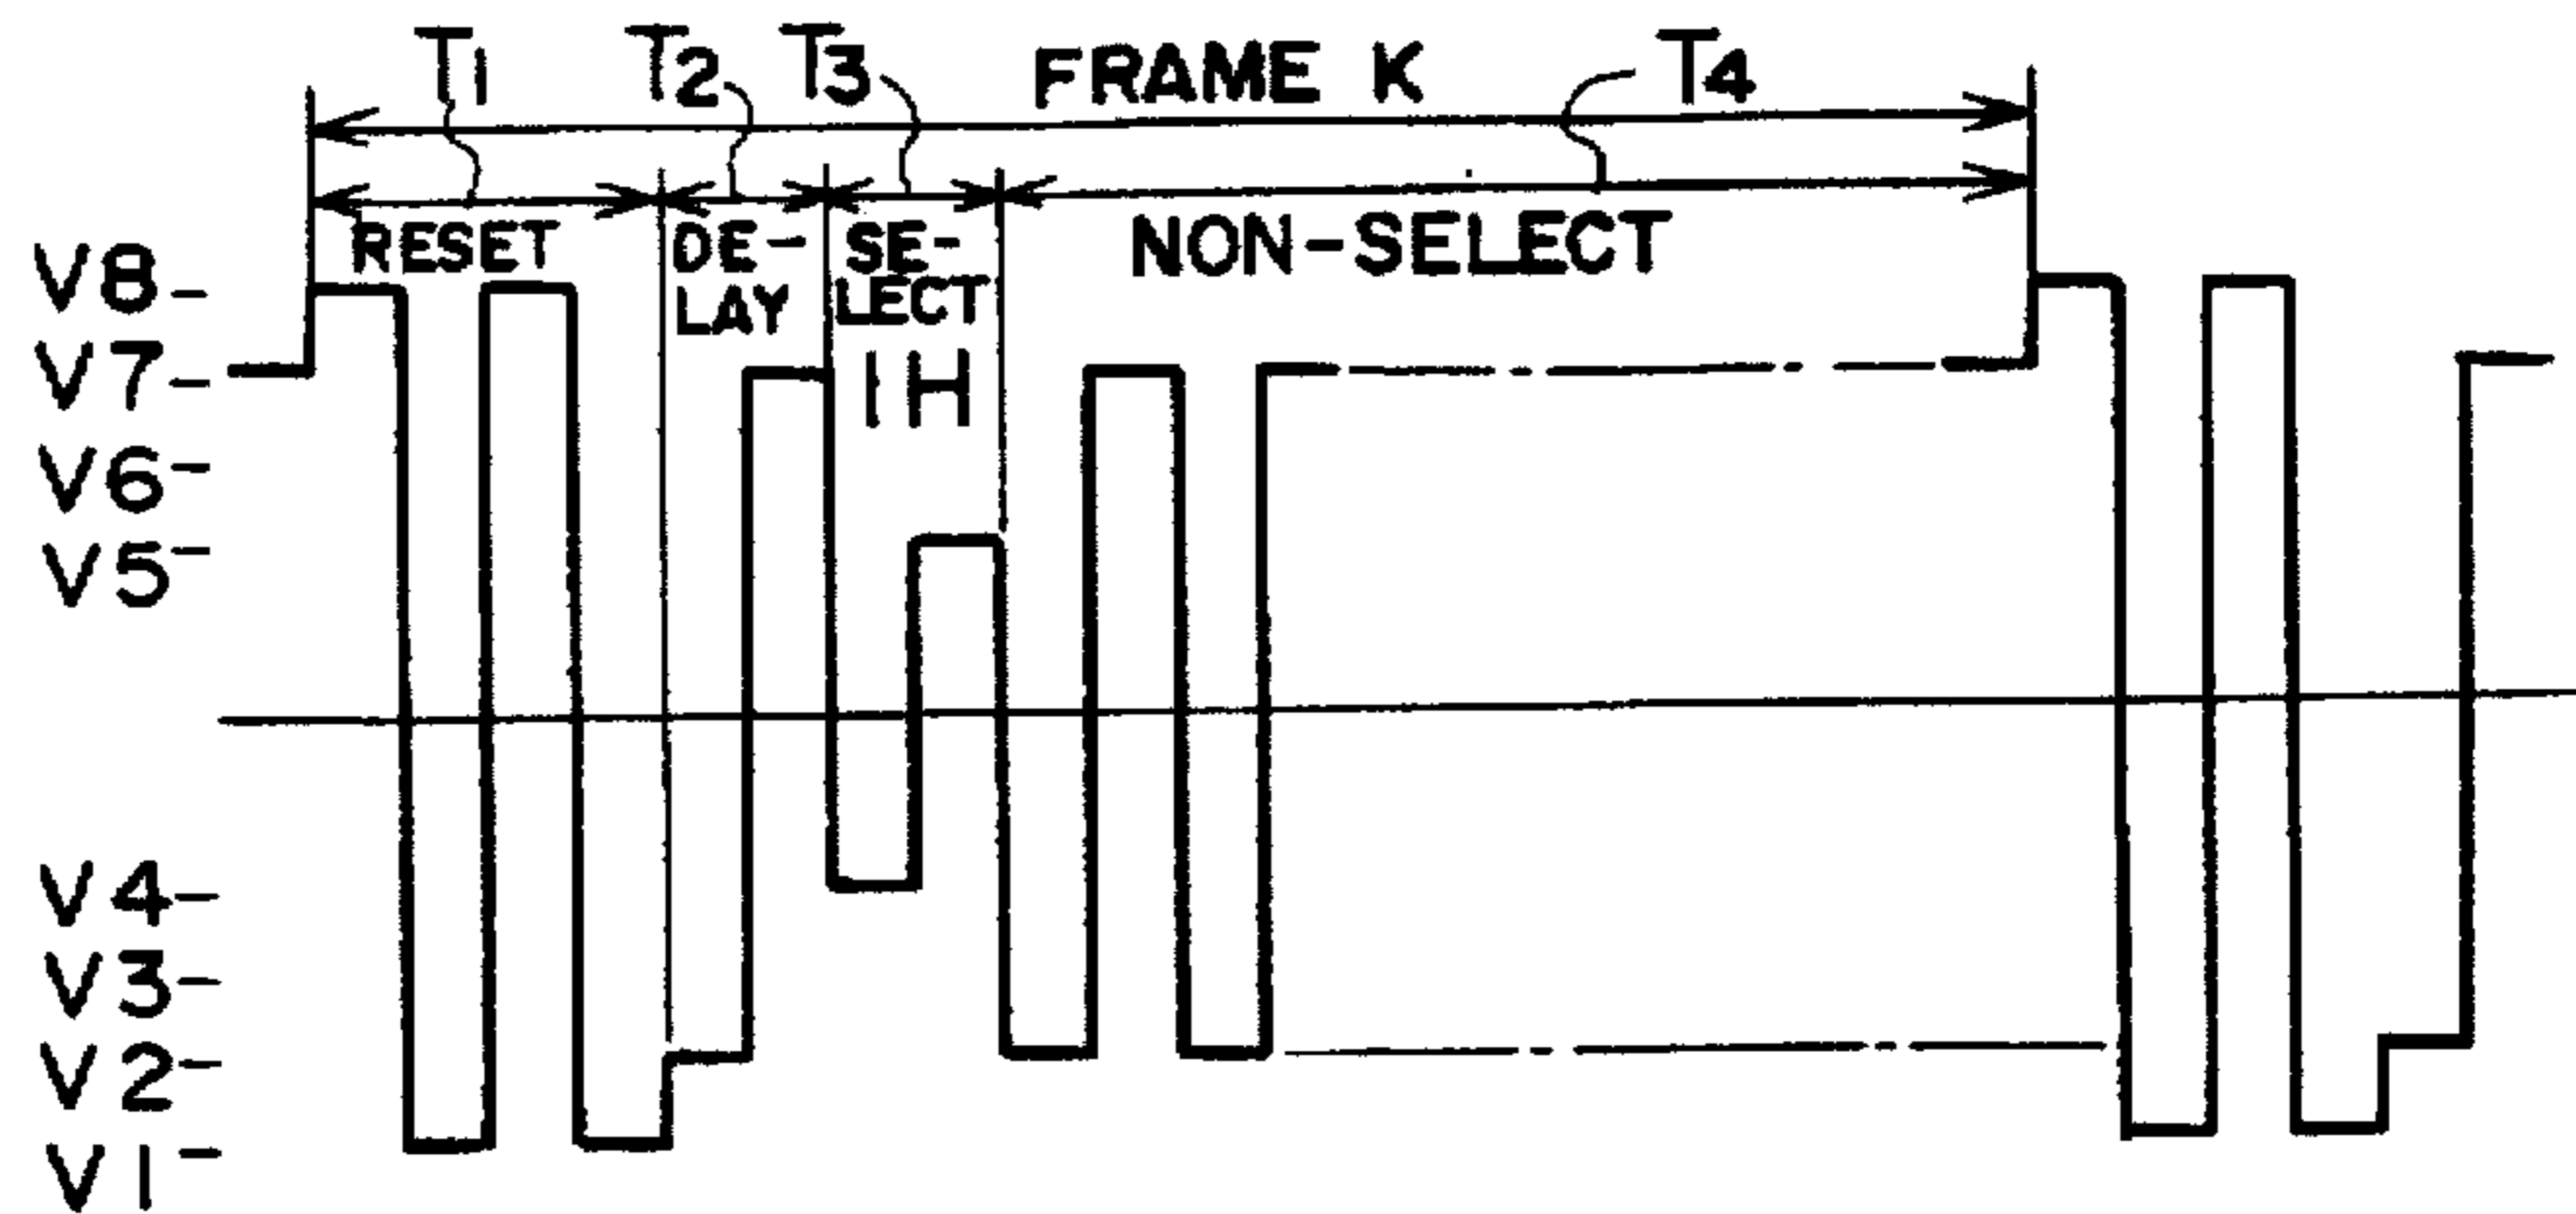 T1 T2 T3 FRAME K T4
RESET DE- SE- NON-SELECT
LAY LECT
1H
V8
V7
V6
V5
V4
V3
V2
V1